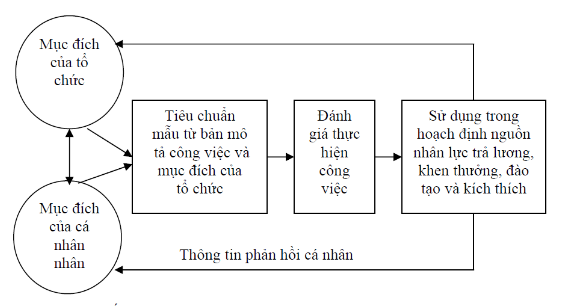 Mục đích
của tổ
chức
Tiêu chuẩn
mẫu từ bản mô
tả công việc và
mục đích của
tổ chức
Đánh
giá thực
hiện
công
việc
Sử dụng trong
hoạch định nguồn
nhân lực trả lương,
khen thưởng, đào
tạo và kích thích
Mục đích
của cá
nhân
nhân
Thông tin phản hồi cá nhân